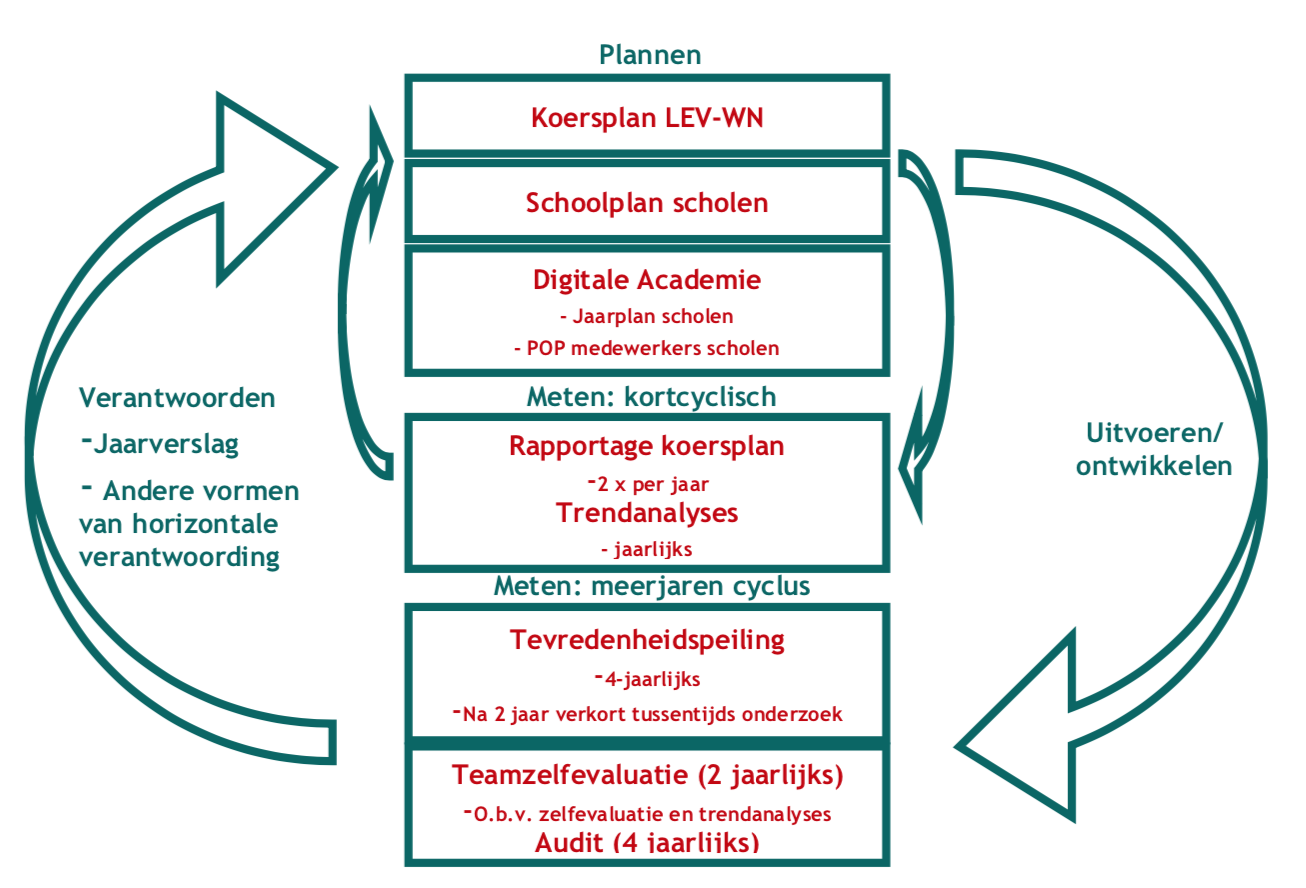 Plannen
Koersplan LEV-WN
Schoolplan scholen
Digitale Academie
- Jaarplan scholen
- POP medewerkers scholen
Meten: kortcyclisch
Rapportage koersplan
-2 x per jaar
Trendanalyses
- jaarlijks
Meten: meerjaren cyclus
Tevredenheidspeiling
-4-jaarlijks
-Na 2 jaar verkort tussentijds onderzoek
Teamzelfevaluatie (2 jaarlijks)
-O.b.v. zelfevaluatie en trendanalyses
Audit (4 jaarlijks)
Verantwoorden
-Jaarverslag
- Andere vormen
van horizontale
verantwoording
Uitvoeren/
ontwikkelen